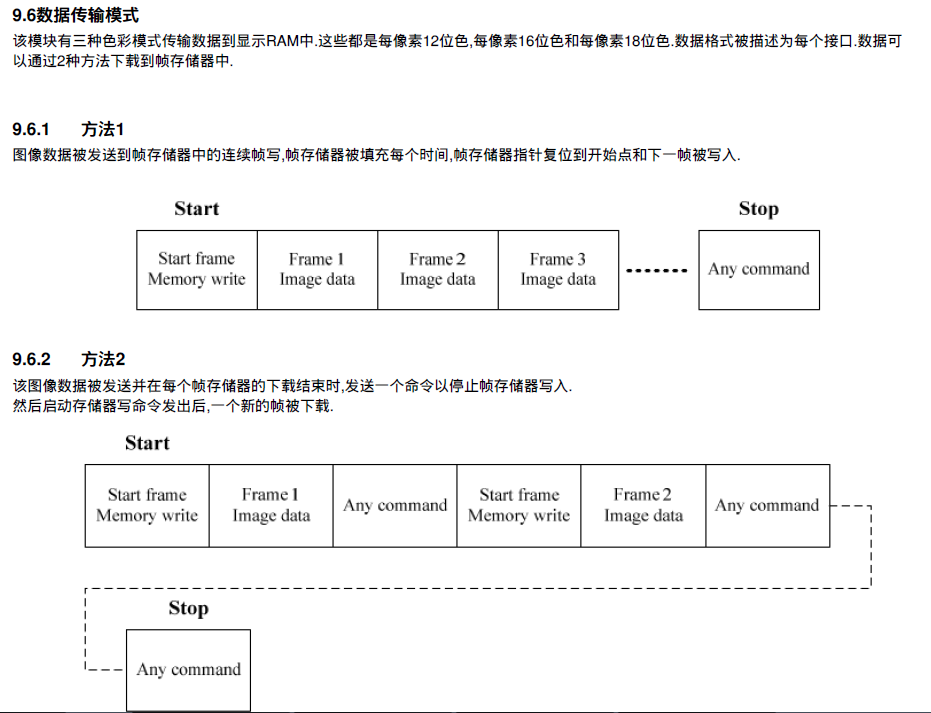 9.6数据传输模式
该模块有三种色彩模式传输数据到显示RAM中.这些都是每像素12位色,每像素16位色和每像素18位色.数据格式被描述为每个接口.数据可
以通过2种方法下载到帧存储器中.
9.6.1 方法1
图像数据被发送到帧存储器中的连续帧写,帧存储器被填充每个时间,帧存储器指针复位到开始点和下一帧被写入.
Start
Stop
Start frame
Memory write
Frame 1
Image data
Frame 2
Image data
Frame 3
Image data
Any command
9.6.2 方法2
该图像数据被发送并在每个帧存储器的下载结束时,发送一个命令以停止帧存储器写入.
然后启动存储器写命令发出后,一个新的帧被下载.
Start
Start frame
Memory write
Frame 1
Image data
Any command
Start frame
Memory write
Frame 2
Image data
Any command
Stop
Any command